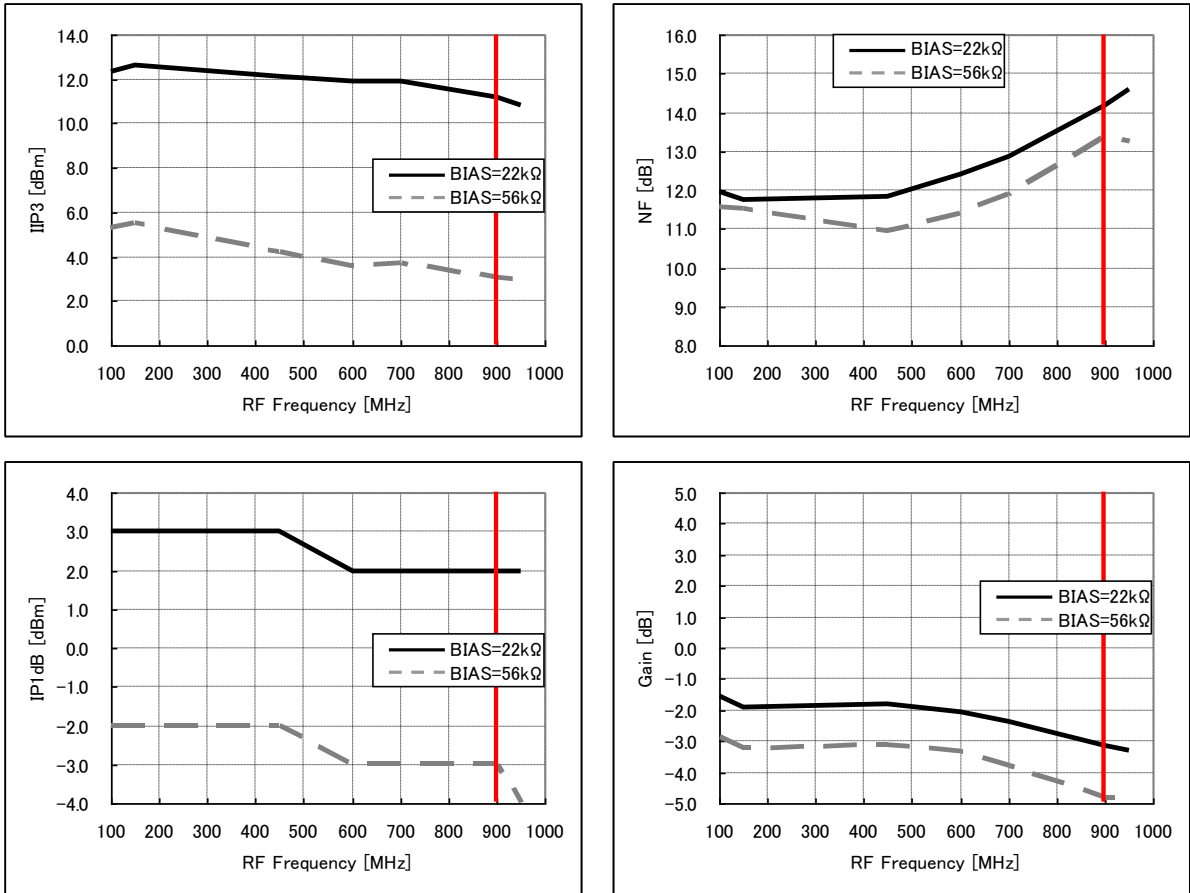 14.0
12.0
10.0
8.0
6.0
4.0
2.0
0.0
IIP3 [dBm]
BIAS=22kΩ
BIAS=56kΩ
100 200 300 400 500 600 700 800 900 1000
RF Frequency [MHz]
16.0
15.0
14.0
13.0
12.0
11.0
10.0
9.0
8.0
NF [dB]
BIAS=22kΩ
BIAS=56kΩ
100 200 300 400 500 600 700 800 900 1000
RF Frequency [MHz]
4.0
3.0
2.0
1.0
0.0
-1.0
-2.0
-3.0
-4.0
IP1dB [dBm]
BIAS=22kΩ
BIAS=56kΩ
100 200 300 400 500 600 700 800 900 1000
RF Frequency [MHz]
5.0
4.0
3.0
2.0
1.0
0.0
-1.0
-2.0
-3.0
-4.0
-5.0
Gain [dB]
BIAS=22kΩ
BIAS=56kΩ
100 200 300 400 500 600 700 800 900 1000
RF Frequency [MHz]